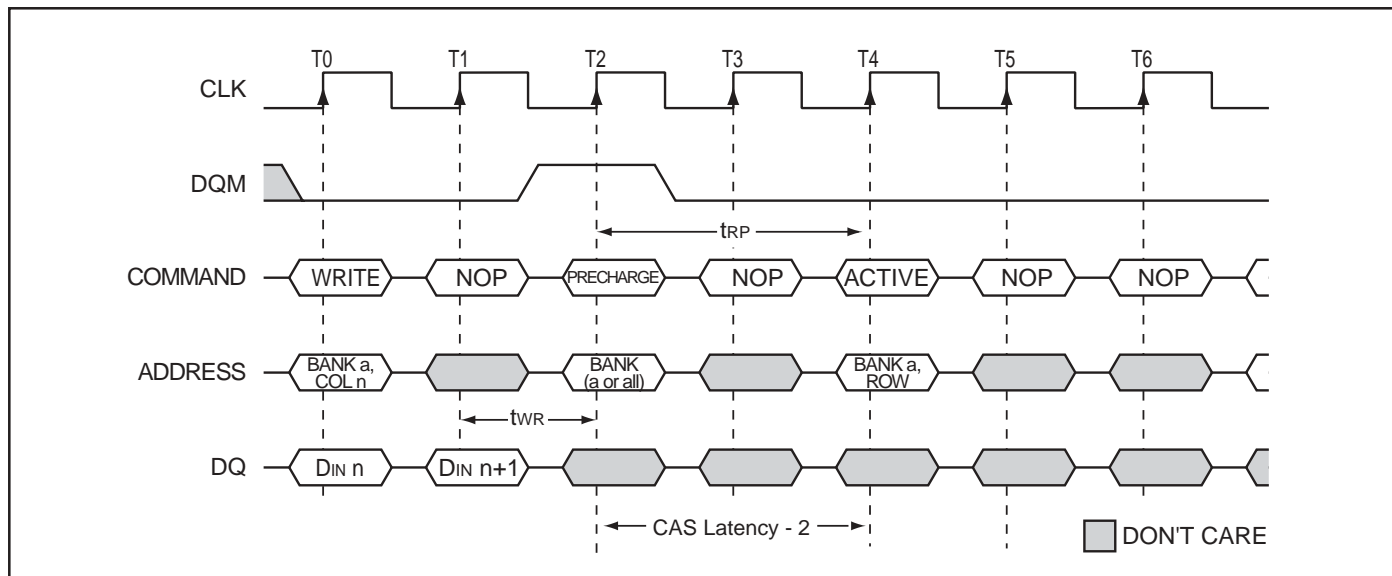 T0 T1 T2 T3 T4 T5 T6
CLK
DQM
tRP
COMMAND WRITE NOP PRECHARGE NOP ACTIVE NOP NOP
ADDRESS BANK a, COL n BANK (a or all) BANK a, ROW
tWR
DQ DIN n DIN n+1
CAS Latency - 2
DON'T CARE